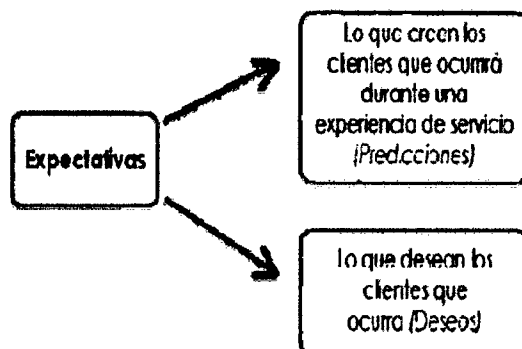 Expectativas
Lo que creen los
clientes que ocurrirá
durante una
experiencia de servicio
(Predicciones)
Lo que desean los
clientes que
ocurra (Deseos)